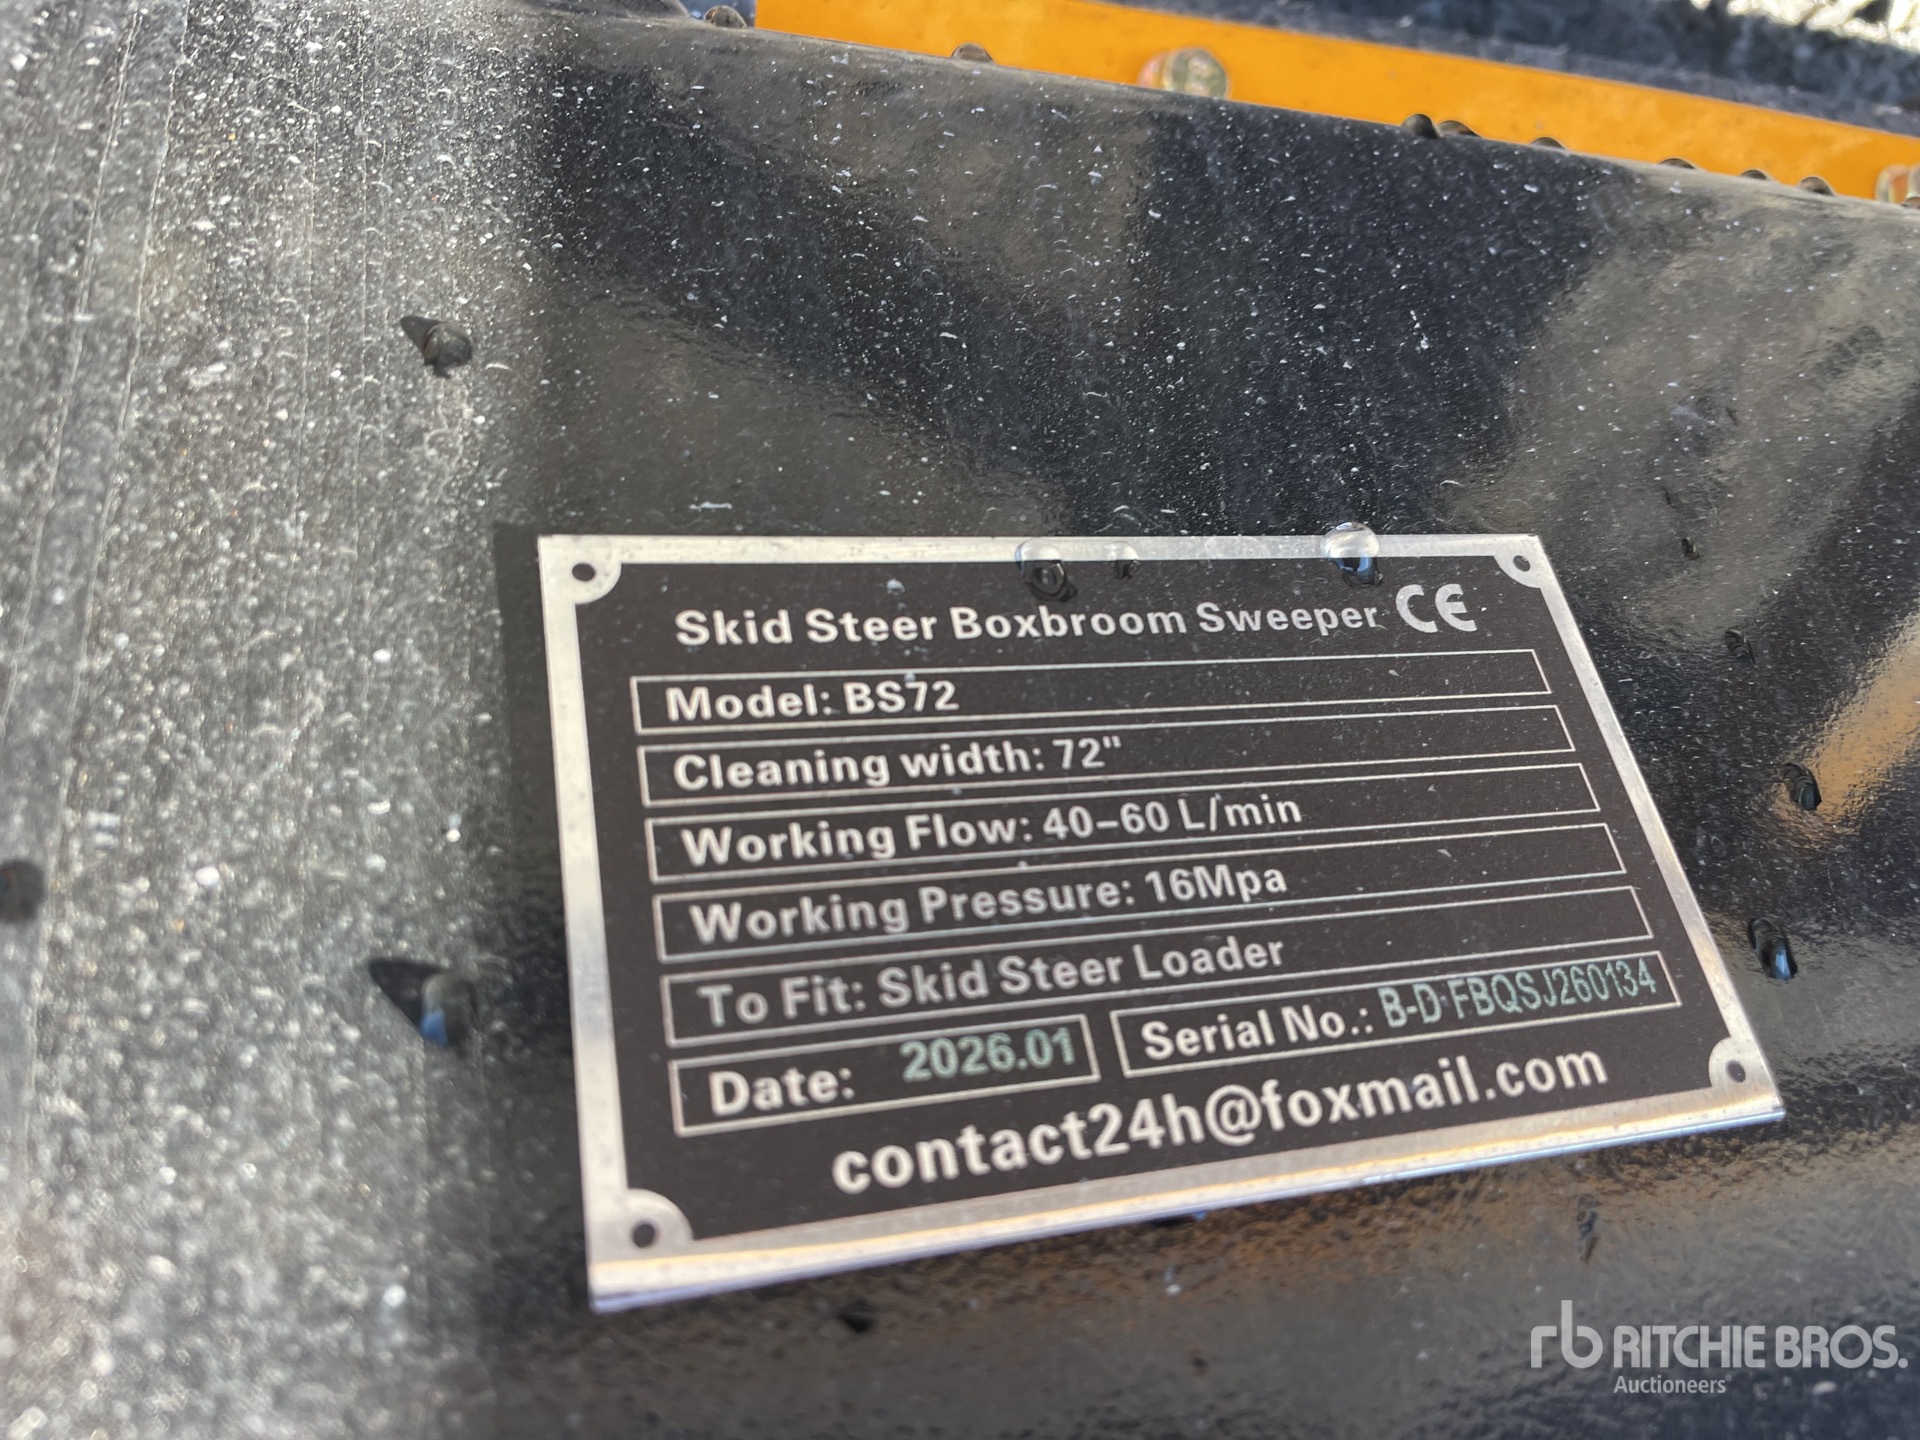 Skid Steer Boxbroom Sweeper CE
Model: BS72
Cleaning width: 72"
Working Flow: 40-60 L/min
Working Pressure: 16Mpa
To Fit: Skid Steer Loader
Date: 2026.01
Serial No.: B-D-FBQSJ260134
contact24h@foxmail.com
rb RITCHIE BROS.
Auctioneers